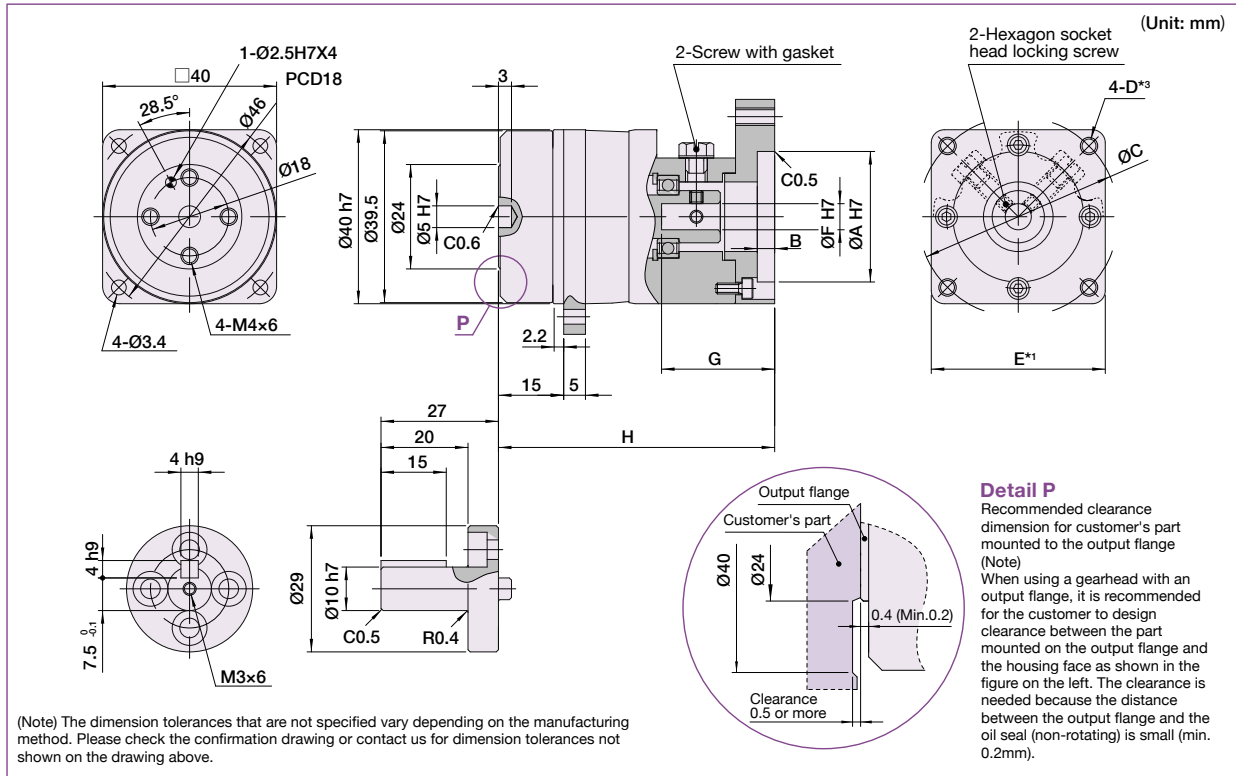 (Unit: mm)
1-Ø2.5H7X4
PCD18
□40
28.5°
Ø46
Ø18
4-M4×6
4-Ø3.4
2-Screw with gasket
3
Ø40 h7
Ø39.5
Ø24
Ø5 H7
C0.6
P
2.2
15
5
C0.5
B
ØF H7
ØA H7
G
H
2-Hexagon socket
head locking screw
4-D*3
ØC
E*1
27
20
15
4 h9
4 h9
7.5 0 -0.1
M3×6
Ø29
Ø10 h7
C0.5
R0.4
Output flange
Customer's part
Ø40
Ø24
0.4 (Min.0.2)
Clearance
0.5 or more
Detail P
Recommended clearance
dimension for customer's part
mounted to the output flange
(Note)
When using a gearhead with an
output flange, it is recommended
for the customer to design
clearance between the part
mounted on the output flange and
the housing face as shown in the
figure on the left. The clearance is
needed because the distance
between the output flange and the
oil seal (non-rotating) is small (min.
0.2mm).
(Note) The dimension tolerances that are not specified vary depending on the manufacturing
method. Please check the confirmation drawing or contact us for dimension tolerances not
shown on the drawing above.